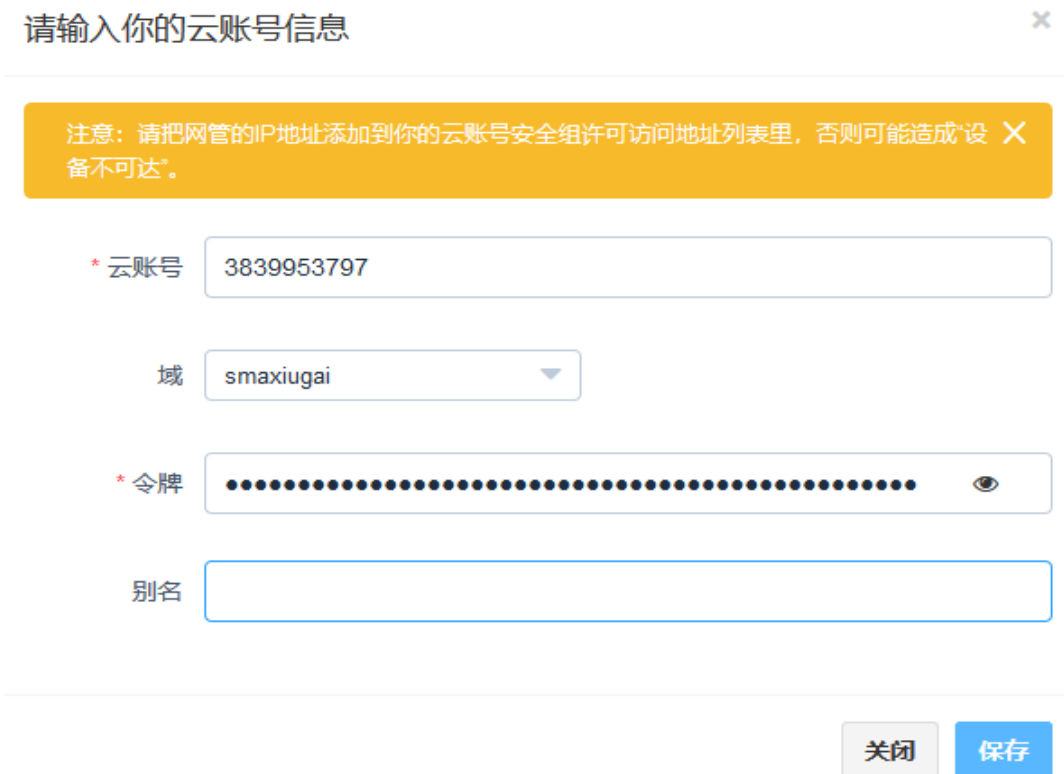 请输入你的云账号信息
注意：请把网管的IP地址添加到你的云账号安全组许可访问地址列表里，否则可能造成“设
备不可达”。
* 云账号 3839953797
域 smaxiugai
* 令牌 ••••••••••••••••••••••••••••••••••••••••••••••••
别名
关闭 保存